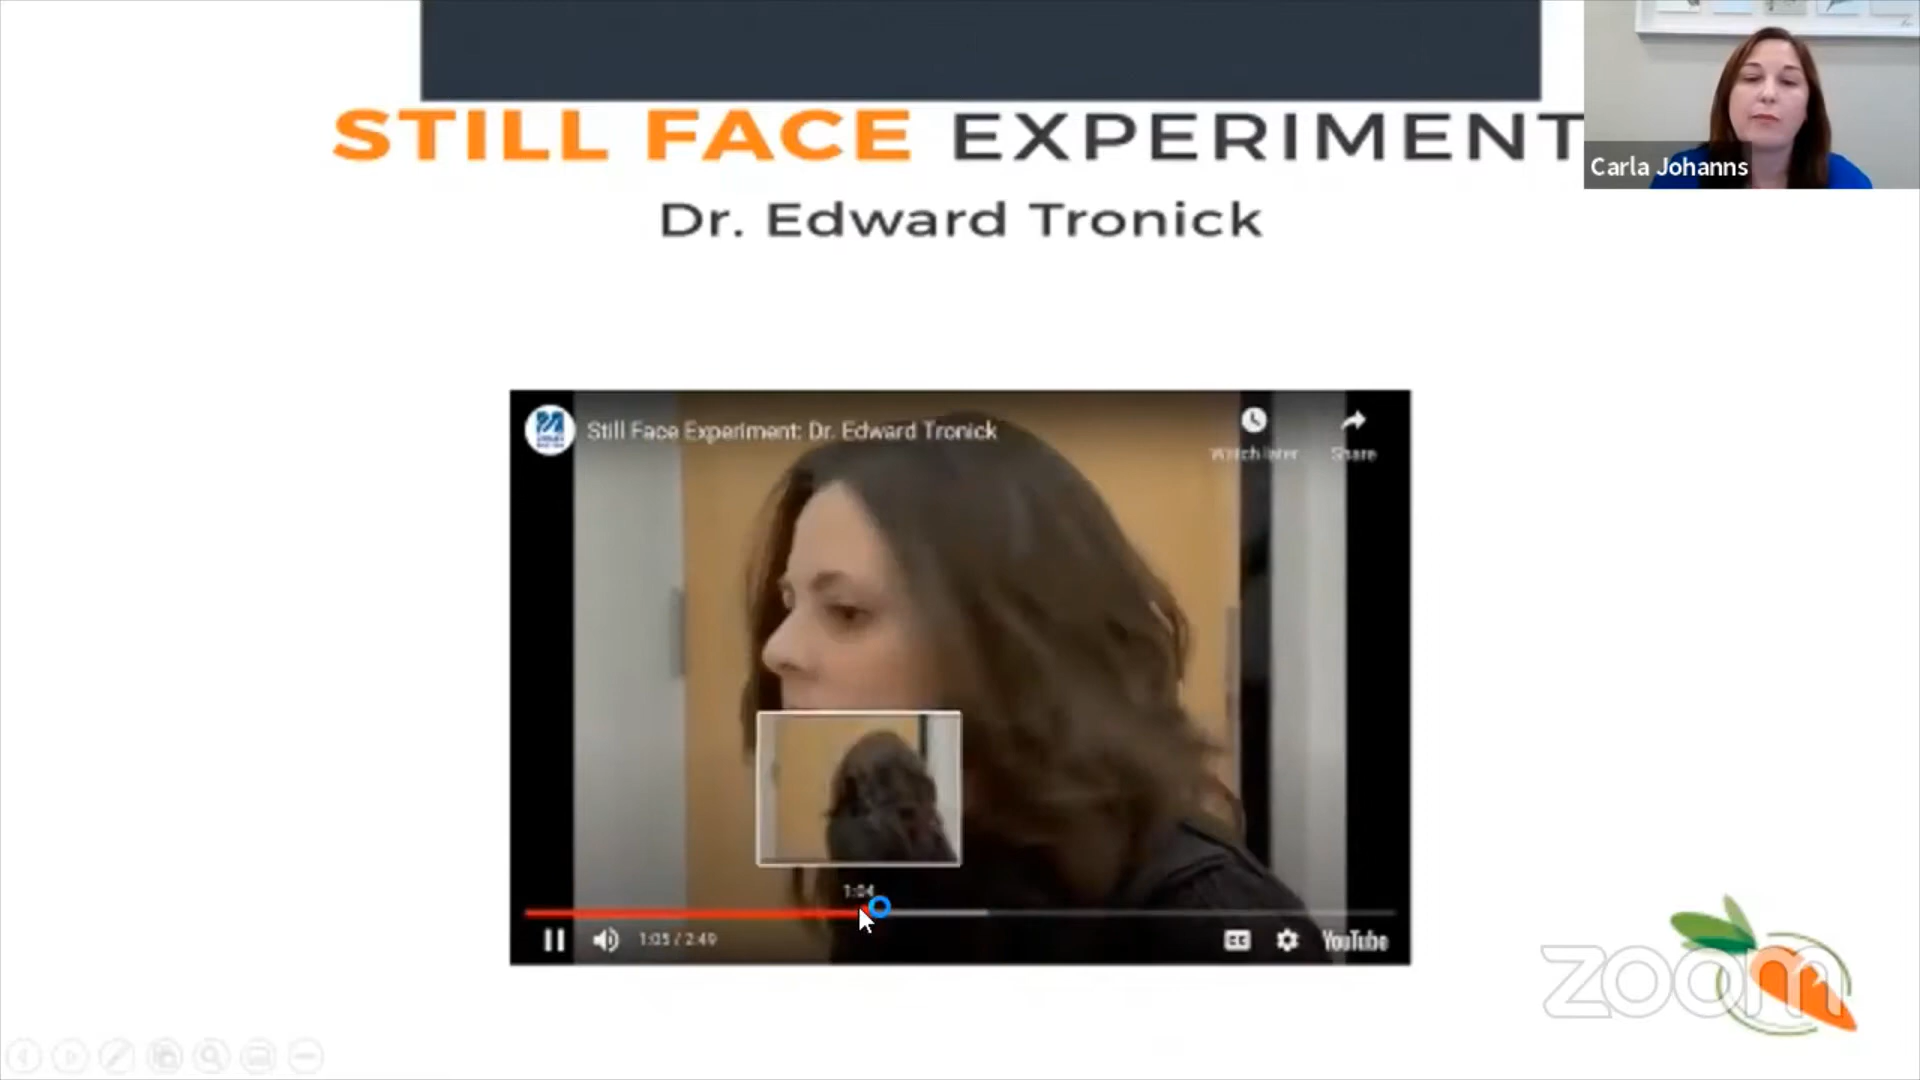 STILL FACE EXPERIMENT
Carla Johanns
Dr. Edward Tronick
Still Face Experiment: Dr. Edward Tronick
Watch later
Share
1:04
1:05 / 2:49
CC
YouTube
zoom